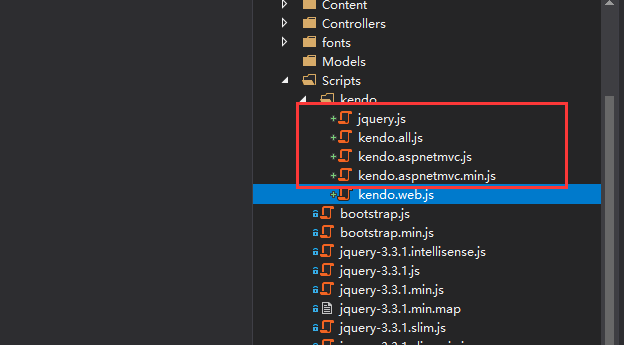 Content
Controllers
fonts
Models
Scripts
kendo
jquery.js
kendo.all.js
kendo.aspnetmvc.js
kendo.aspnetmvc.min.js
kendo.web.js
bootstrap.js
bootstrap.min.js
jquery-3.3.1.intellisense.js
jquery-3.3.1.js
jquery-3.3.1.min.js
jquery-3.3.1.min.map
jquery-3.3.1.slim.js